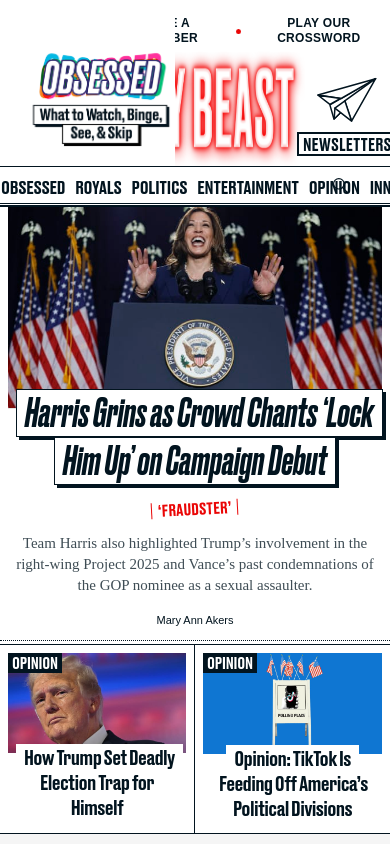 E A
BER
PLAY OUR
CROSSWORD
OBSESSED
What to Watch, Binge,
See, & Skip
Y BEAST
NEWSLETTERS
OBSESSED ROYALS POLITICS ENTERTAINMENT OPINION INN
VICE PRESIDENT
Harris Grins as Crowd Chants ‘Lock
Him Up’ on Campaign Debut
‘FRAUDSTER’
Team Harris also highlighted Trump’s involvement in the
right-wing Project 2025 and Vance’s past condemnations of
the GOP nominee as a sexual assaulter.
Mary Ann Akers
OPINION
How Trump Set Deadly
Election Trap for
Himself
OPINION
POLLING PLACE
Opinion: TikTok Is
Feeding Off America’s
Political Divisions